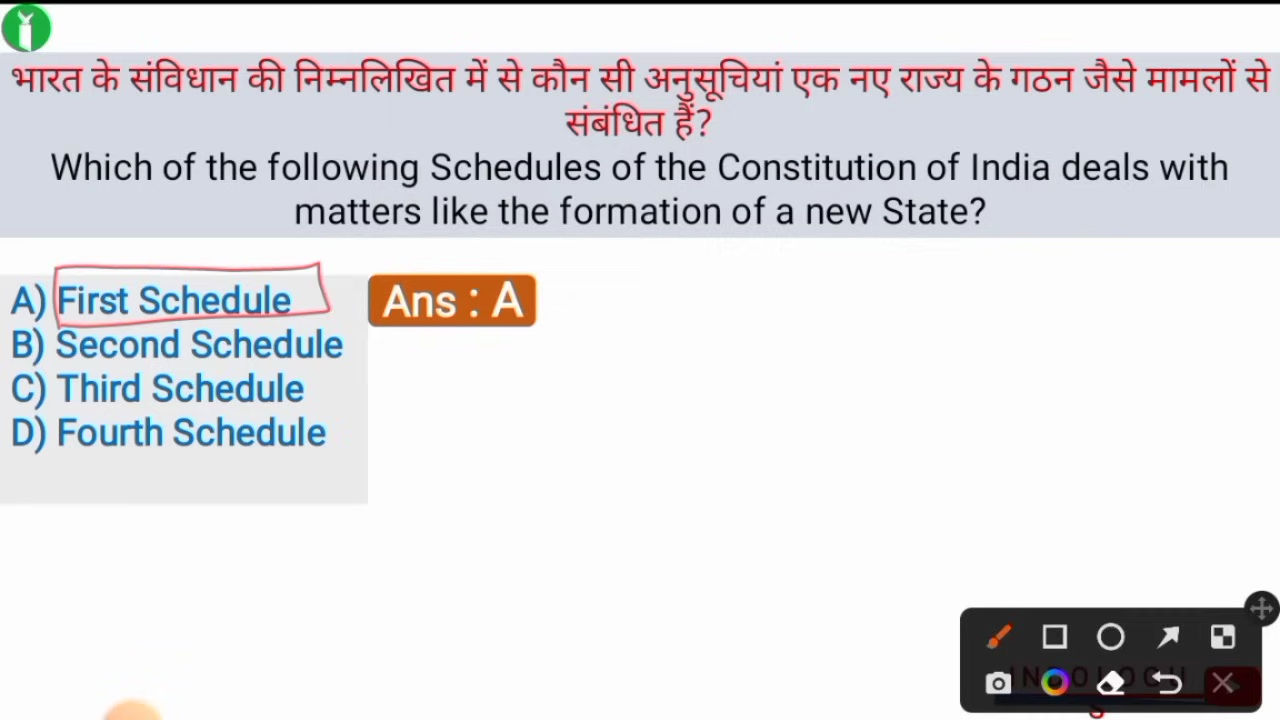 भारत के संविधान की निम्नलिखित में से कौन सी अनुसूचियां एक नए राज्य के गठन जैसे मामलों से
संबंधित हैं?
Which of the following Schedules of the Constitution of India deals with
matters like the formation of a new State?
A) First Schedule
Ans : A
B) Second Schedule
C) Third Schedule
D) Fourth Schedule